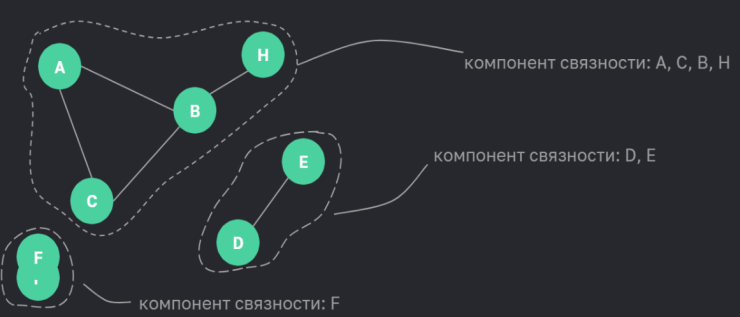 H
A
компонент связности: A, C, B, H
B
E
компонент связности: D, E
C
D
F
компонент связности: F